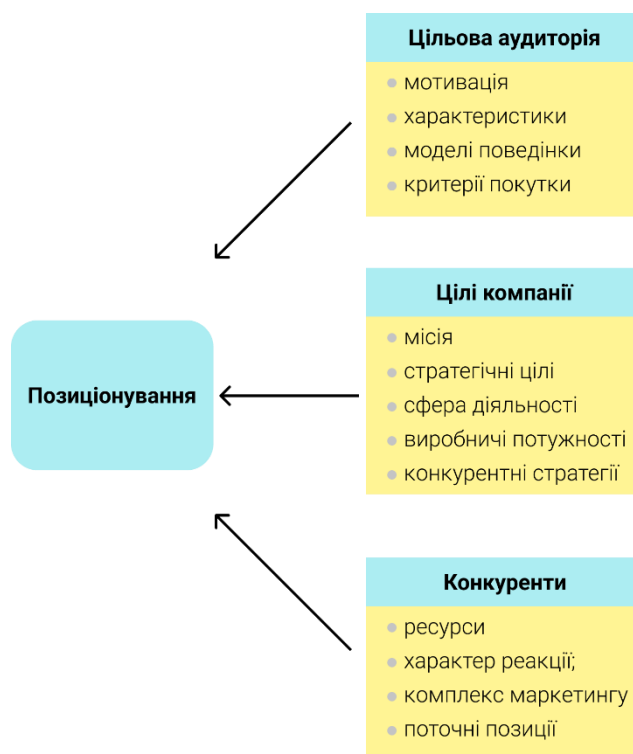 Цільова аудиторія
мотивація
характеристики
моделі поведінки
критерії покутки
Цілі компанії
місія
стратегічні цілі
сфера діяльності
виробничі потужності
конкурентні стратегії
Позиціонування
Конкуренти
ресурси
характер реакції;
комплекс маркетингу
поточні позиції